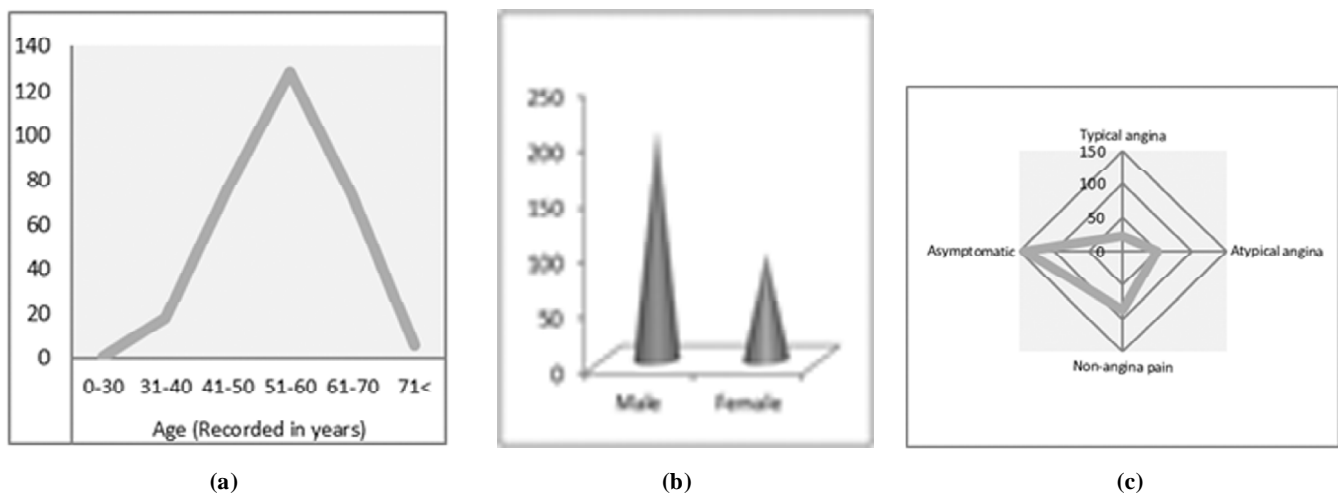 140
120
100
80
60
40
20
0
0-30 31-40 41-50 51-60 61-70 71<
Age (Recorded in years)
(a)
250
200
150
100
50
0
Male Female
(b)
Typical angina
150
100
50
0
Asymptomatic
Atypical angina
Non-angina pain
(c)